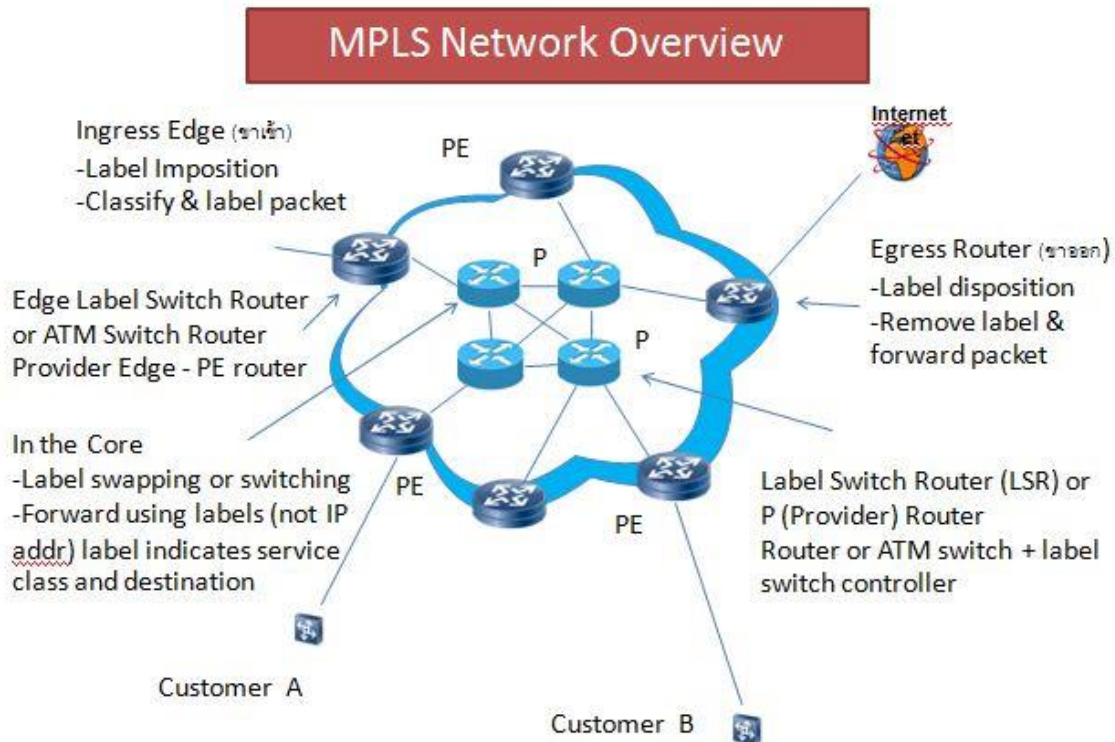 MPLS Network Overview
Ingress Edge (ขาเข้า)
-Label Imposition
-Classify & label packet
PE
Internet
et
P
Egress Router (ขาออก)
-Label disposition
-Remove label &
forward packet
Edge Label Switch Router
or ATM Switch Router
Provider Edge - PE router
P
In the Core
-Label swapping or switching
-Forward using labels (not IP
addr) label indicates service
class and destination
PE
PE
Label Switch Router (LSR) or
P (Provider) Router
Router or ATM switch + label
switch controller
Customer A
Customer B